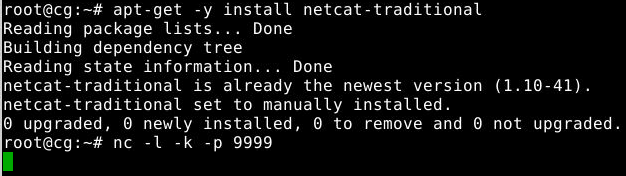 root@cg:~# apt-get -y install netcat-traditional
Reading package lists... Done
Building dependency tree
Reading state information... Done
netcat-traditional is already the newest version (1.10-41).
netcat-traditional set to manually installed.
0 upgraded, 0 newly installed, 0 to remove and 0 not upgraded.
root@cg:~# nc -l -k -p 9999